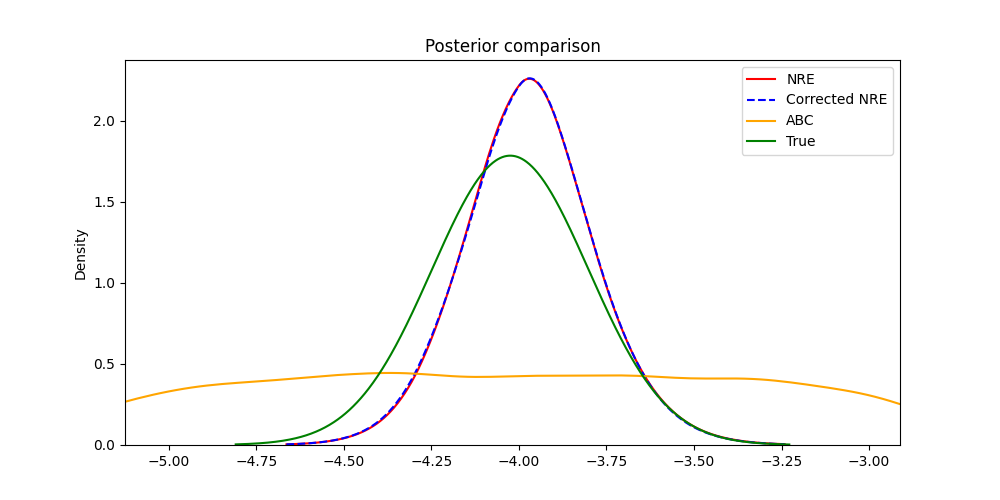 Posterior comparison
NRE
Corrected NRE
ABC
True
Density
2.0
1.5
1.0
0.5
0.0
−5.00 −4.75 −4.50 −4.25 −4.00 −3.75 −3.50 −3.25 −3.00